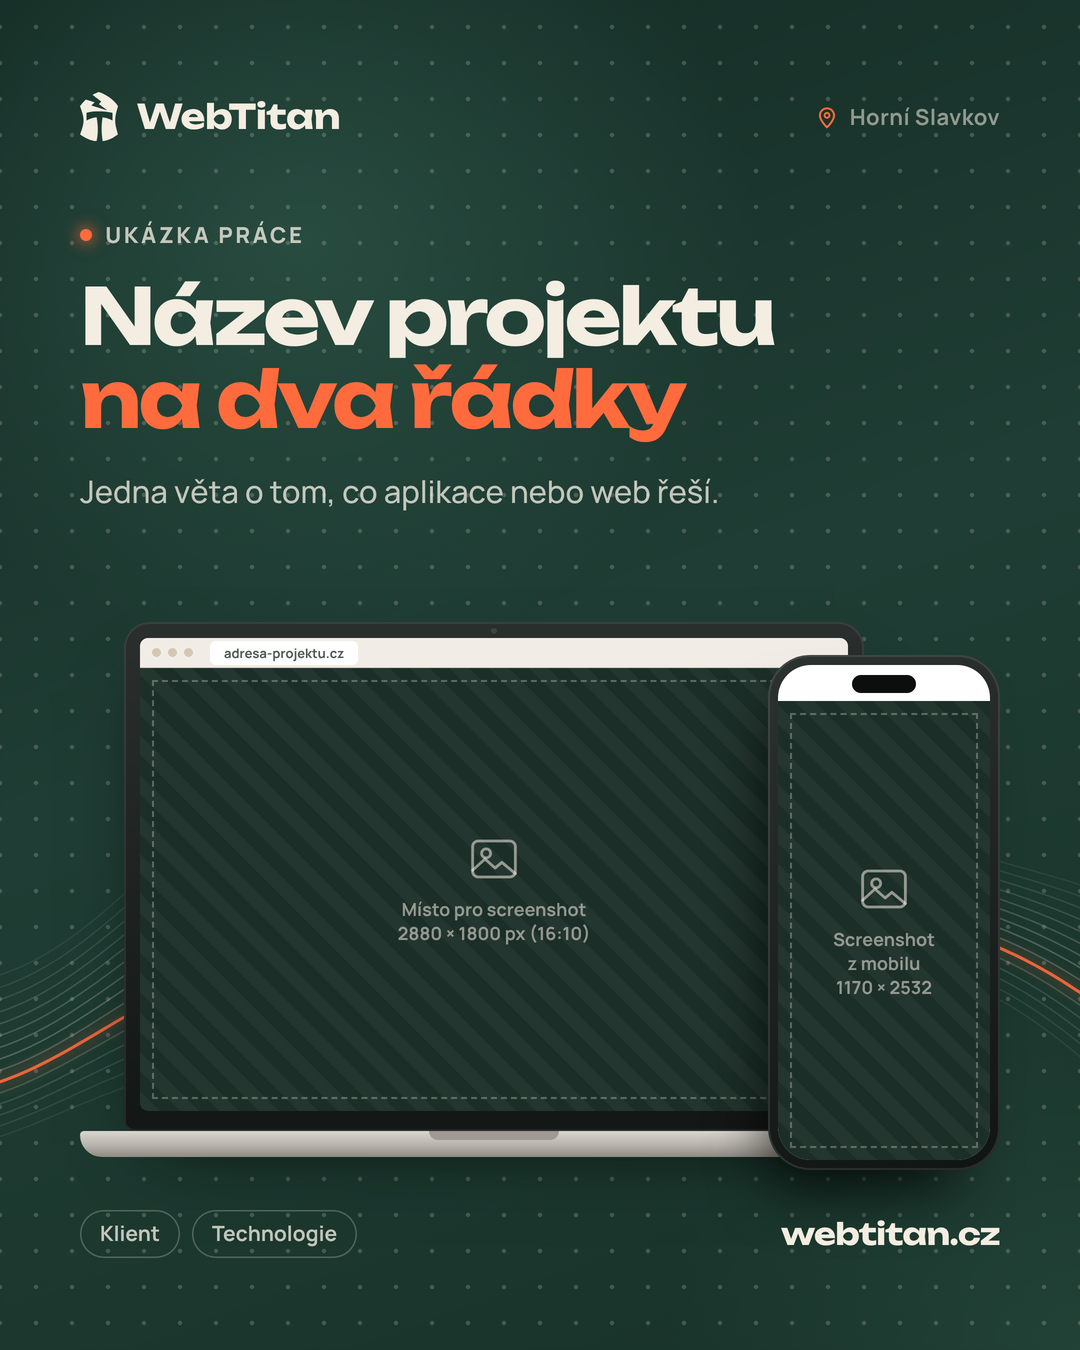 WebTitan
Horní Slavkov
UKÁZKA PRÁCE
Název projektu
na dva řádky
Jedna věta o tom, co aplikace nebo web řeší.
adresa-projektu.cz
Místo pro screenshot
2880 × 1800 px (16:10)
Screenshot
z mobilu
1170 × 2532
Klient
Technologie
webtitan.cz